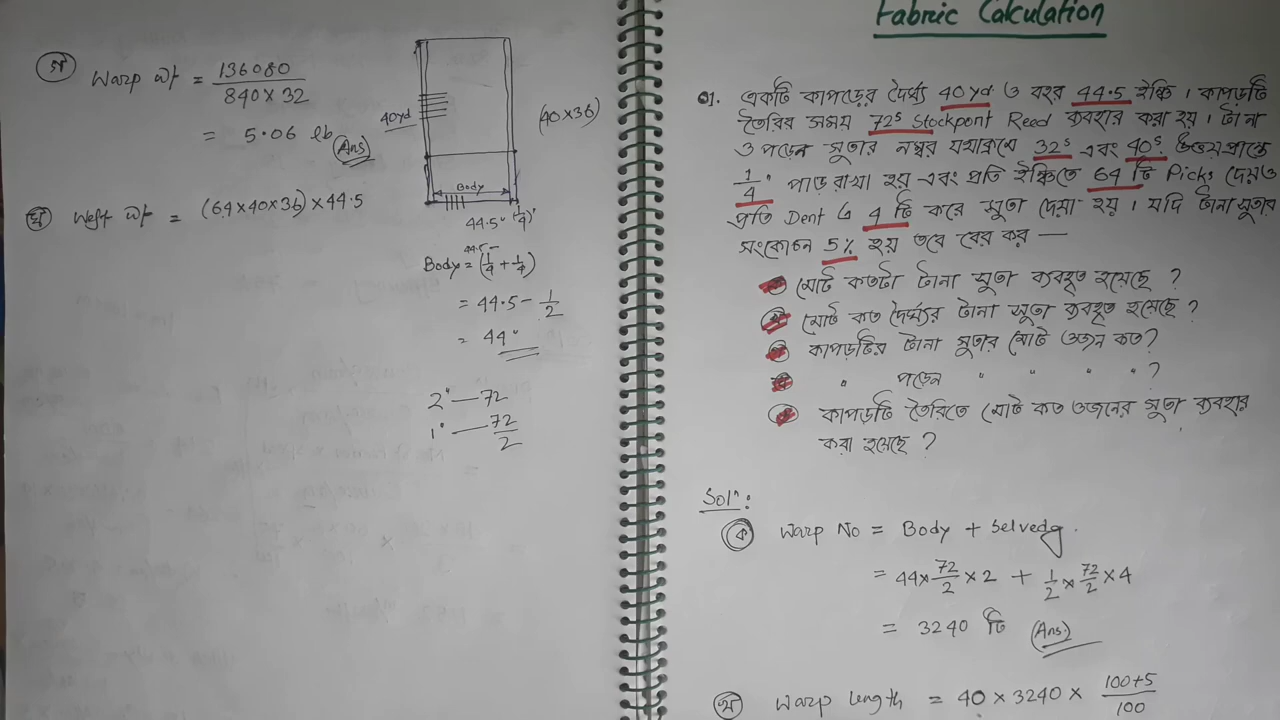 Fabric Calculation
01. একটি কাপড়ের দৈর্ঘ্য 40yd ও বহর 44.5 ইঞ্চি। কাপড়টি
তৈরির সময় 72s Stockport Reed ব্যবহার করা হয়। টানা
ও পড়েন সুতার নম্বর যথাক্রমে 32s এবং 40s. উভয়প্রান্তে
1/4" পাড় রাখা হয় এবং প্রতি ইঞ্চিতে 64 টি Picks দেয়ও
প্রতি Dent এ 4 টি করে সুতা দেয়া হয়। যদি টানা সুতার
সংকোচন 5% হয় তবে বের কর —
মোট কতটা টানা সুতা ব্যবহৃত হয়েছে?
মোট কত দৈর্ঘ্যের টানা সুতা ব্যবহৃত হয়েছে?
কাপড়টির টানা সুতার মোট ওজন কত?
" পড়েন " " " "?
কাপড়টি তৈরিতে মোট কত ওজনের সুতা ব্যবহার
করা হয়েছে?
Solⁿ:
ক Warp No = Body + Selvedg.
= 44 × 72/2 × 2 + 1/2 × 72/2 × 4
= 3240 টি (Ans)
খ Warp Length = 40 × 3240 × (100+5)/100
গ Warp wt = 136080/(840×32)
= 5.06 lb (Ans)
ঘ Weft wt = (64×40×36)×44.5
40yd
(40×36)
Body
44.5" (1/4)"
Body = 44.5 - (1/4 + 1/4)
= 44.5 - 1/2
= 44"
2" — 72
1" — 72/2